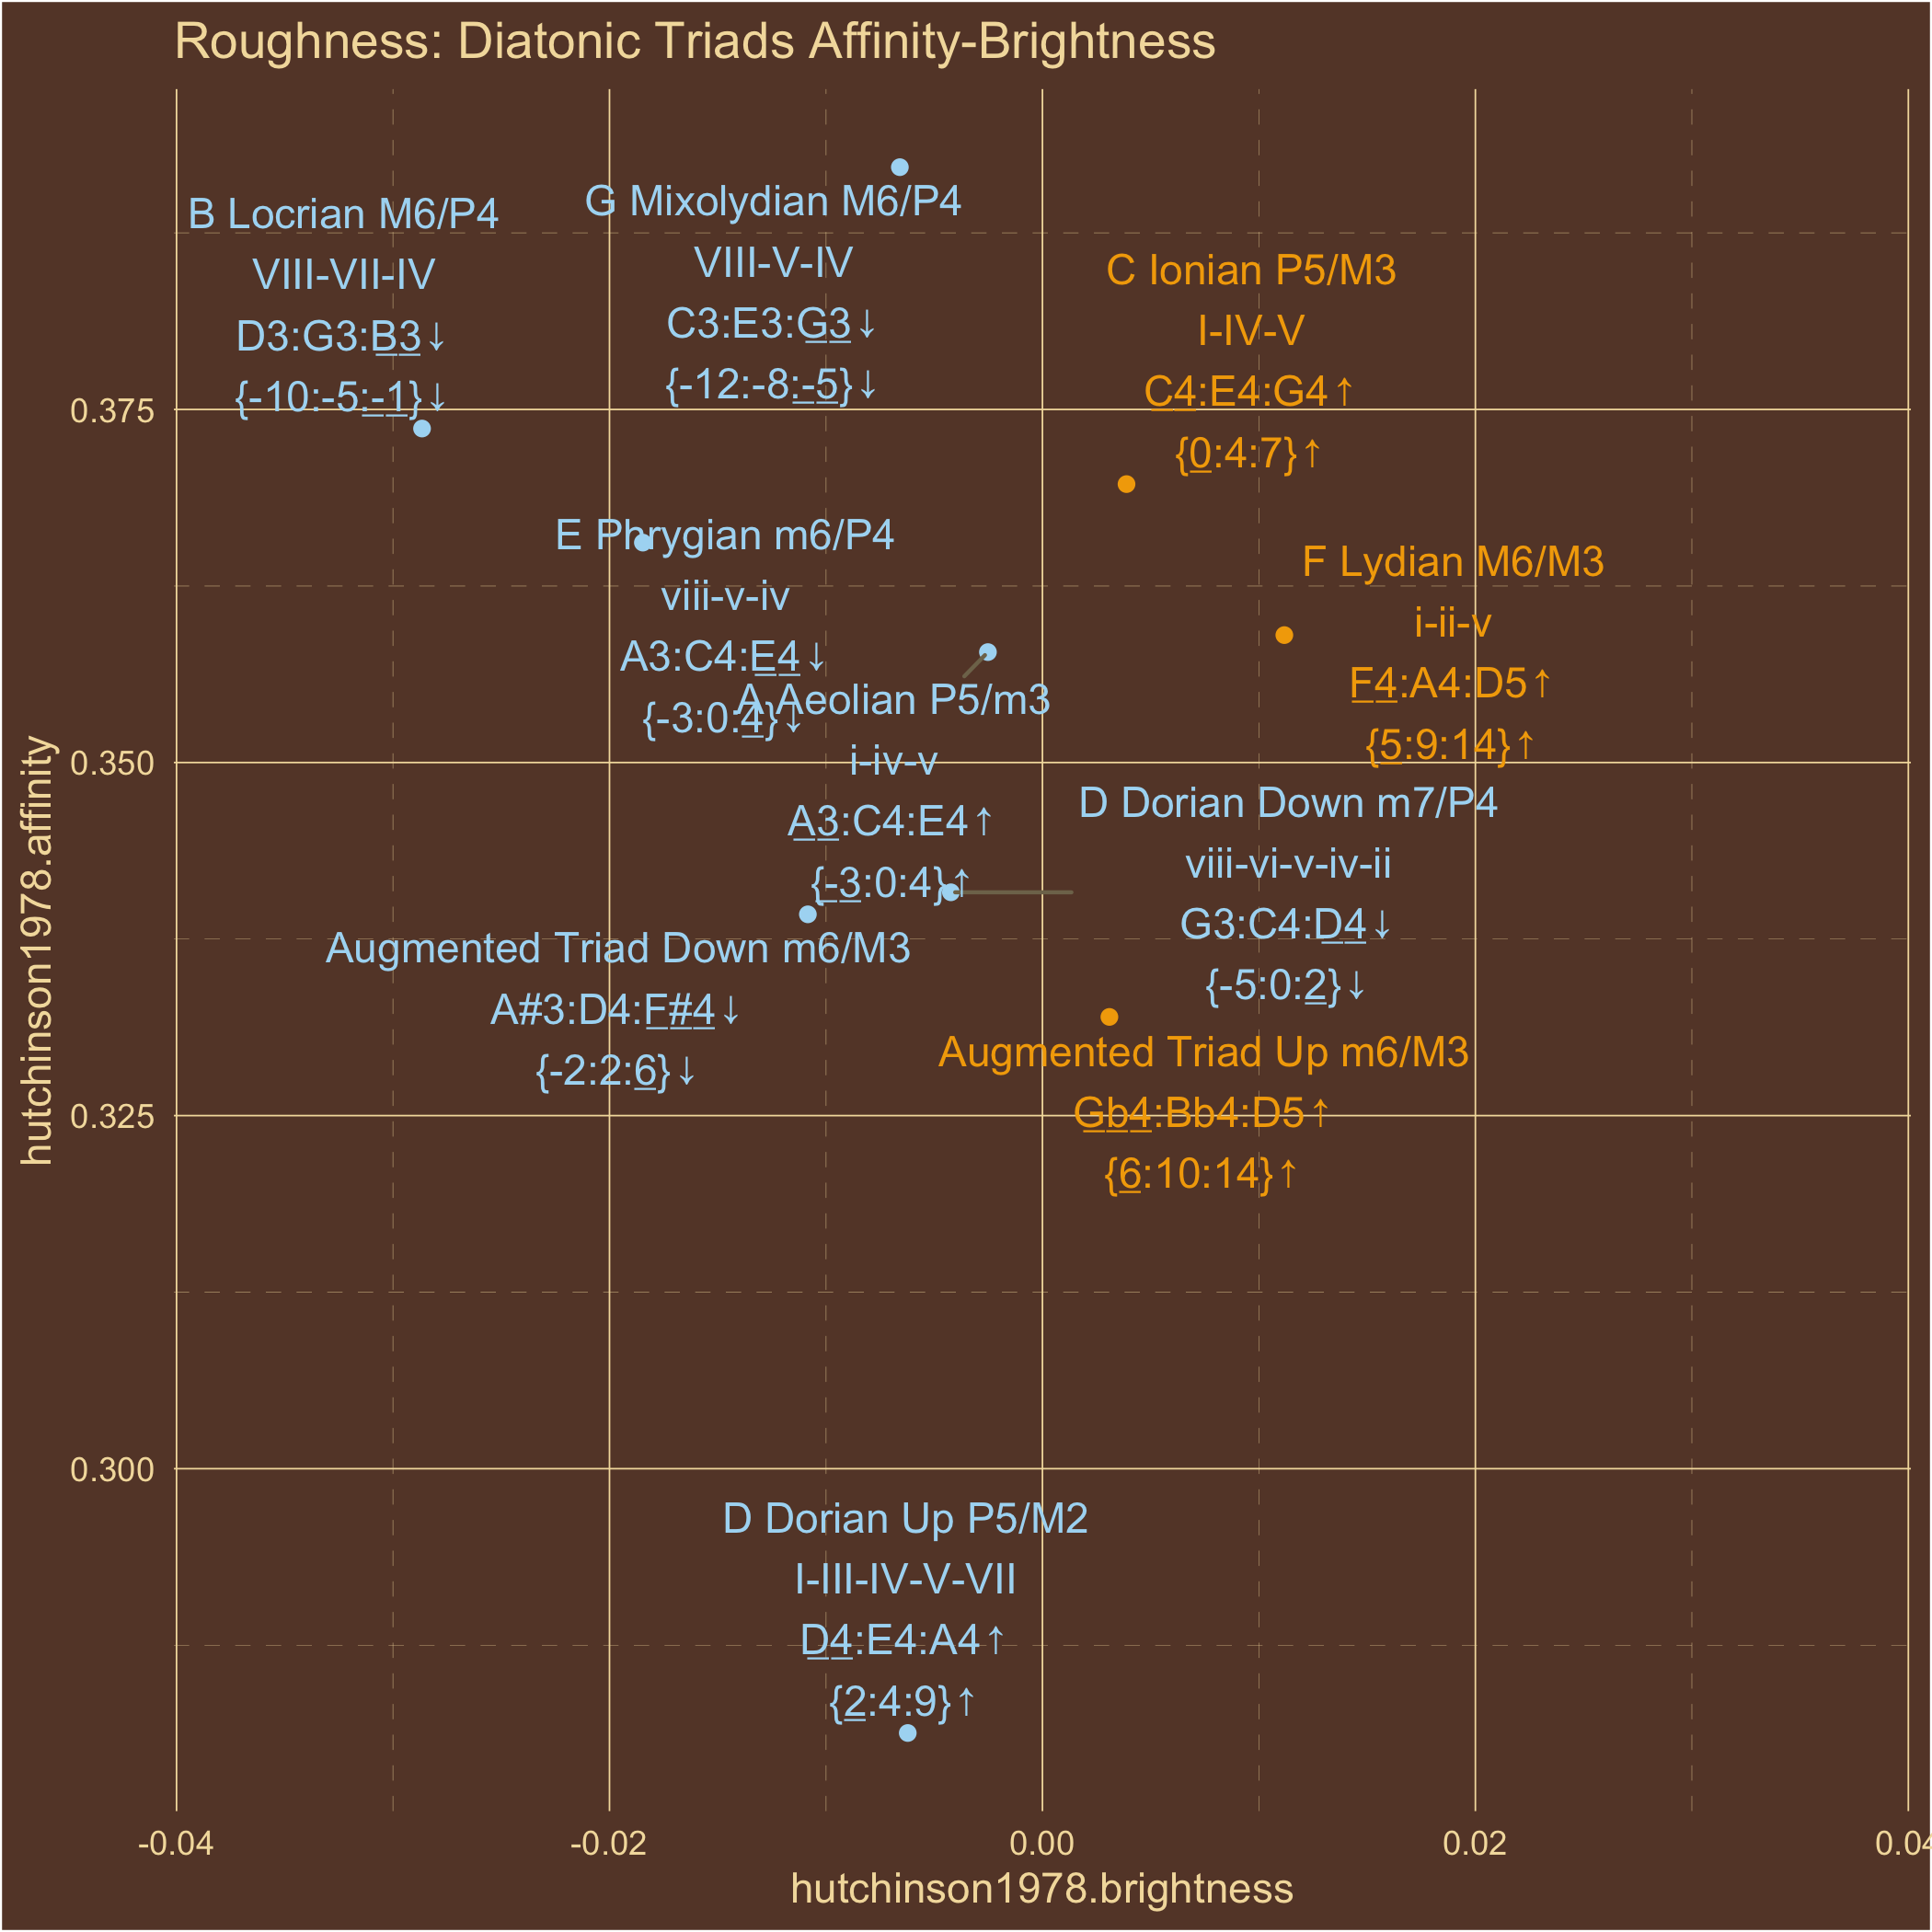 Roughness: Diatonic Triads Affinity-Brightness
B Locrian M6/P4
VIII-VII-IV
D3:G3:B3↓
{-10:-5:-1}↓
G Mixolydian M6/P4
VIII-V-IV
C3:E3:G3↓
{-12:-8:-5}↓
C Ionian P5/M3
I-IV-V
C4:E4:G4↑
{0:4:7}↑
E Phrygian m6/P4
viii-v-iv
A3:C4:E4↓
{-3:0:4}↓
F Lydian M6/M3
i-ii-v
F4:A4:D5↑
{5:9:14}↑
A Aeolian P5/m3
i-iv-v
A3:C4:E4↑
{-3:0:4}↑
D Dorian Down m7/P4
viii-vi-v-iv-ii
G3:C4:D4↓
{-5:0:2}↓
Augmented Triad Down m6/M3
A#3:D4:F#4↓
{-2:2:6}↓
Augmented Triad Up m6/M3
Gb4:Bb4:D5↑
{6:10:14}↑
D Dorian Up P5/M2
I-III-IV-V-VII
D4:E4:A4↑
{2:4:9}↑
0.375
0.350
0.325
0.300
hutchinson1978.affinity
-0.04
-0.02
0.00
0.02
0.04
hutchinson1978.brightness